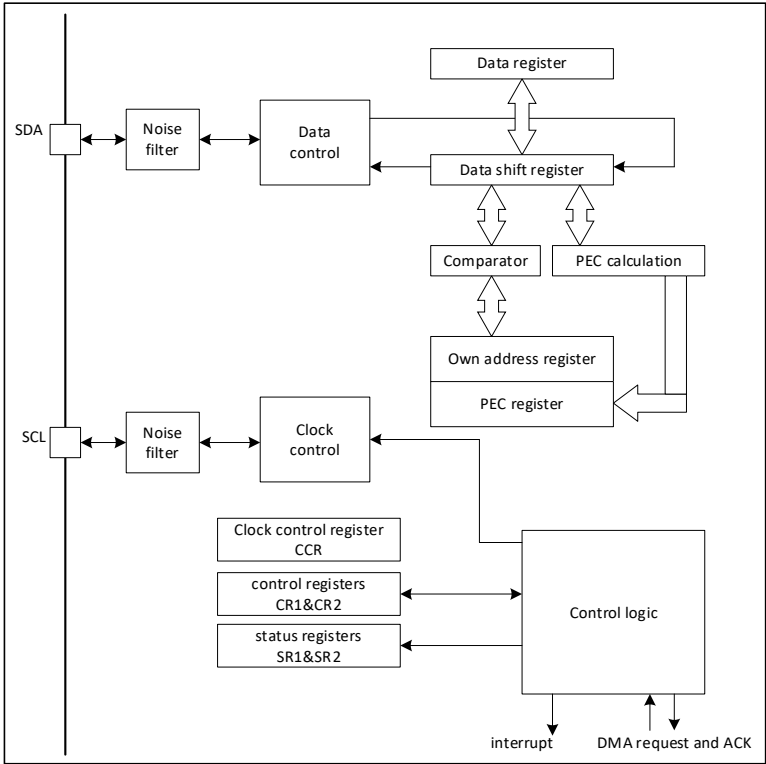 Data register
SDA
Noise
filter
Data
control
Data shift register
Comparator
PEC calculation
Own address register
PEC register
SCL
Noise
filter
Clock
control
Clock control register
CCR
control registers
CR1&CR2
status registers
SR1&SR2
Control logic
interrupt
DMA request and ACK